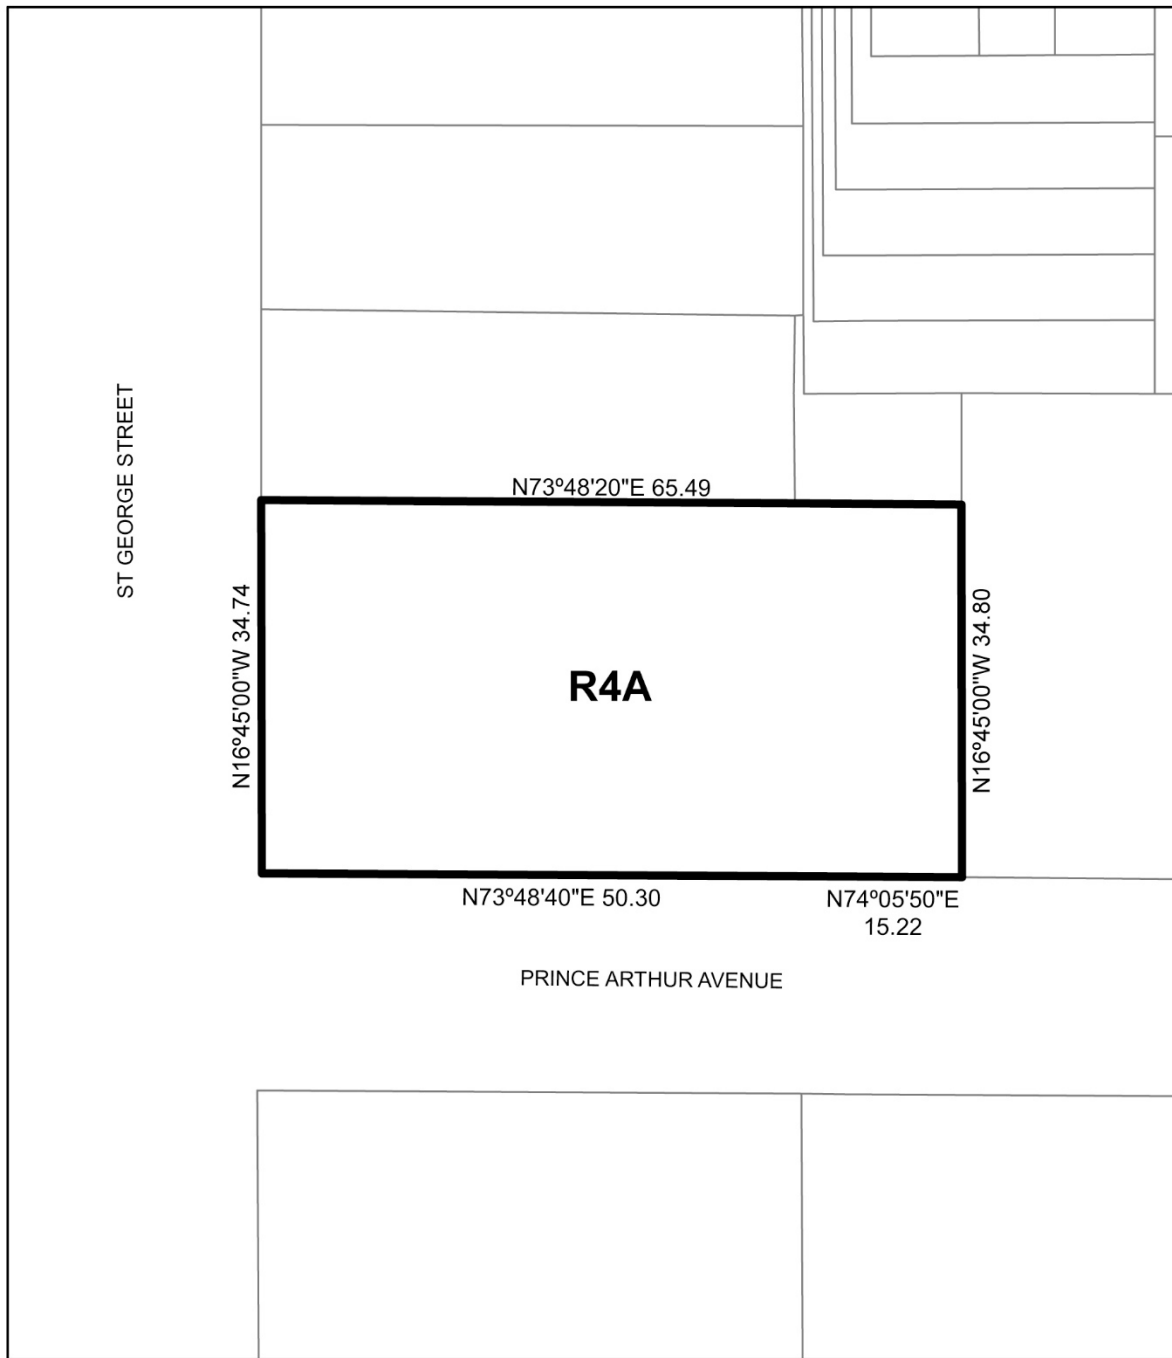 ST GEORGE STREET
N73º48'20"E 65.49
N16º45'00"W 34.74
R4A
N16º45'00"W 34.80
N73º48'40"E 50.30
N74º05'50"E
15.22
PRINCE ARTHUR AVENUE